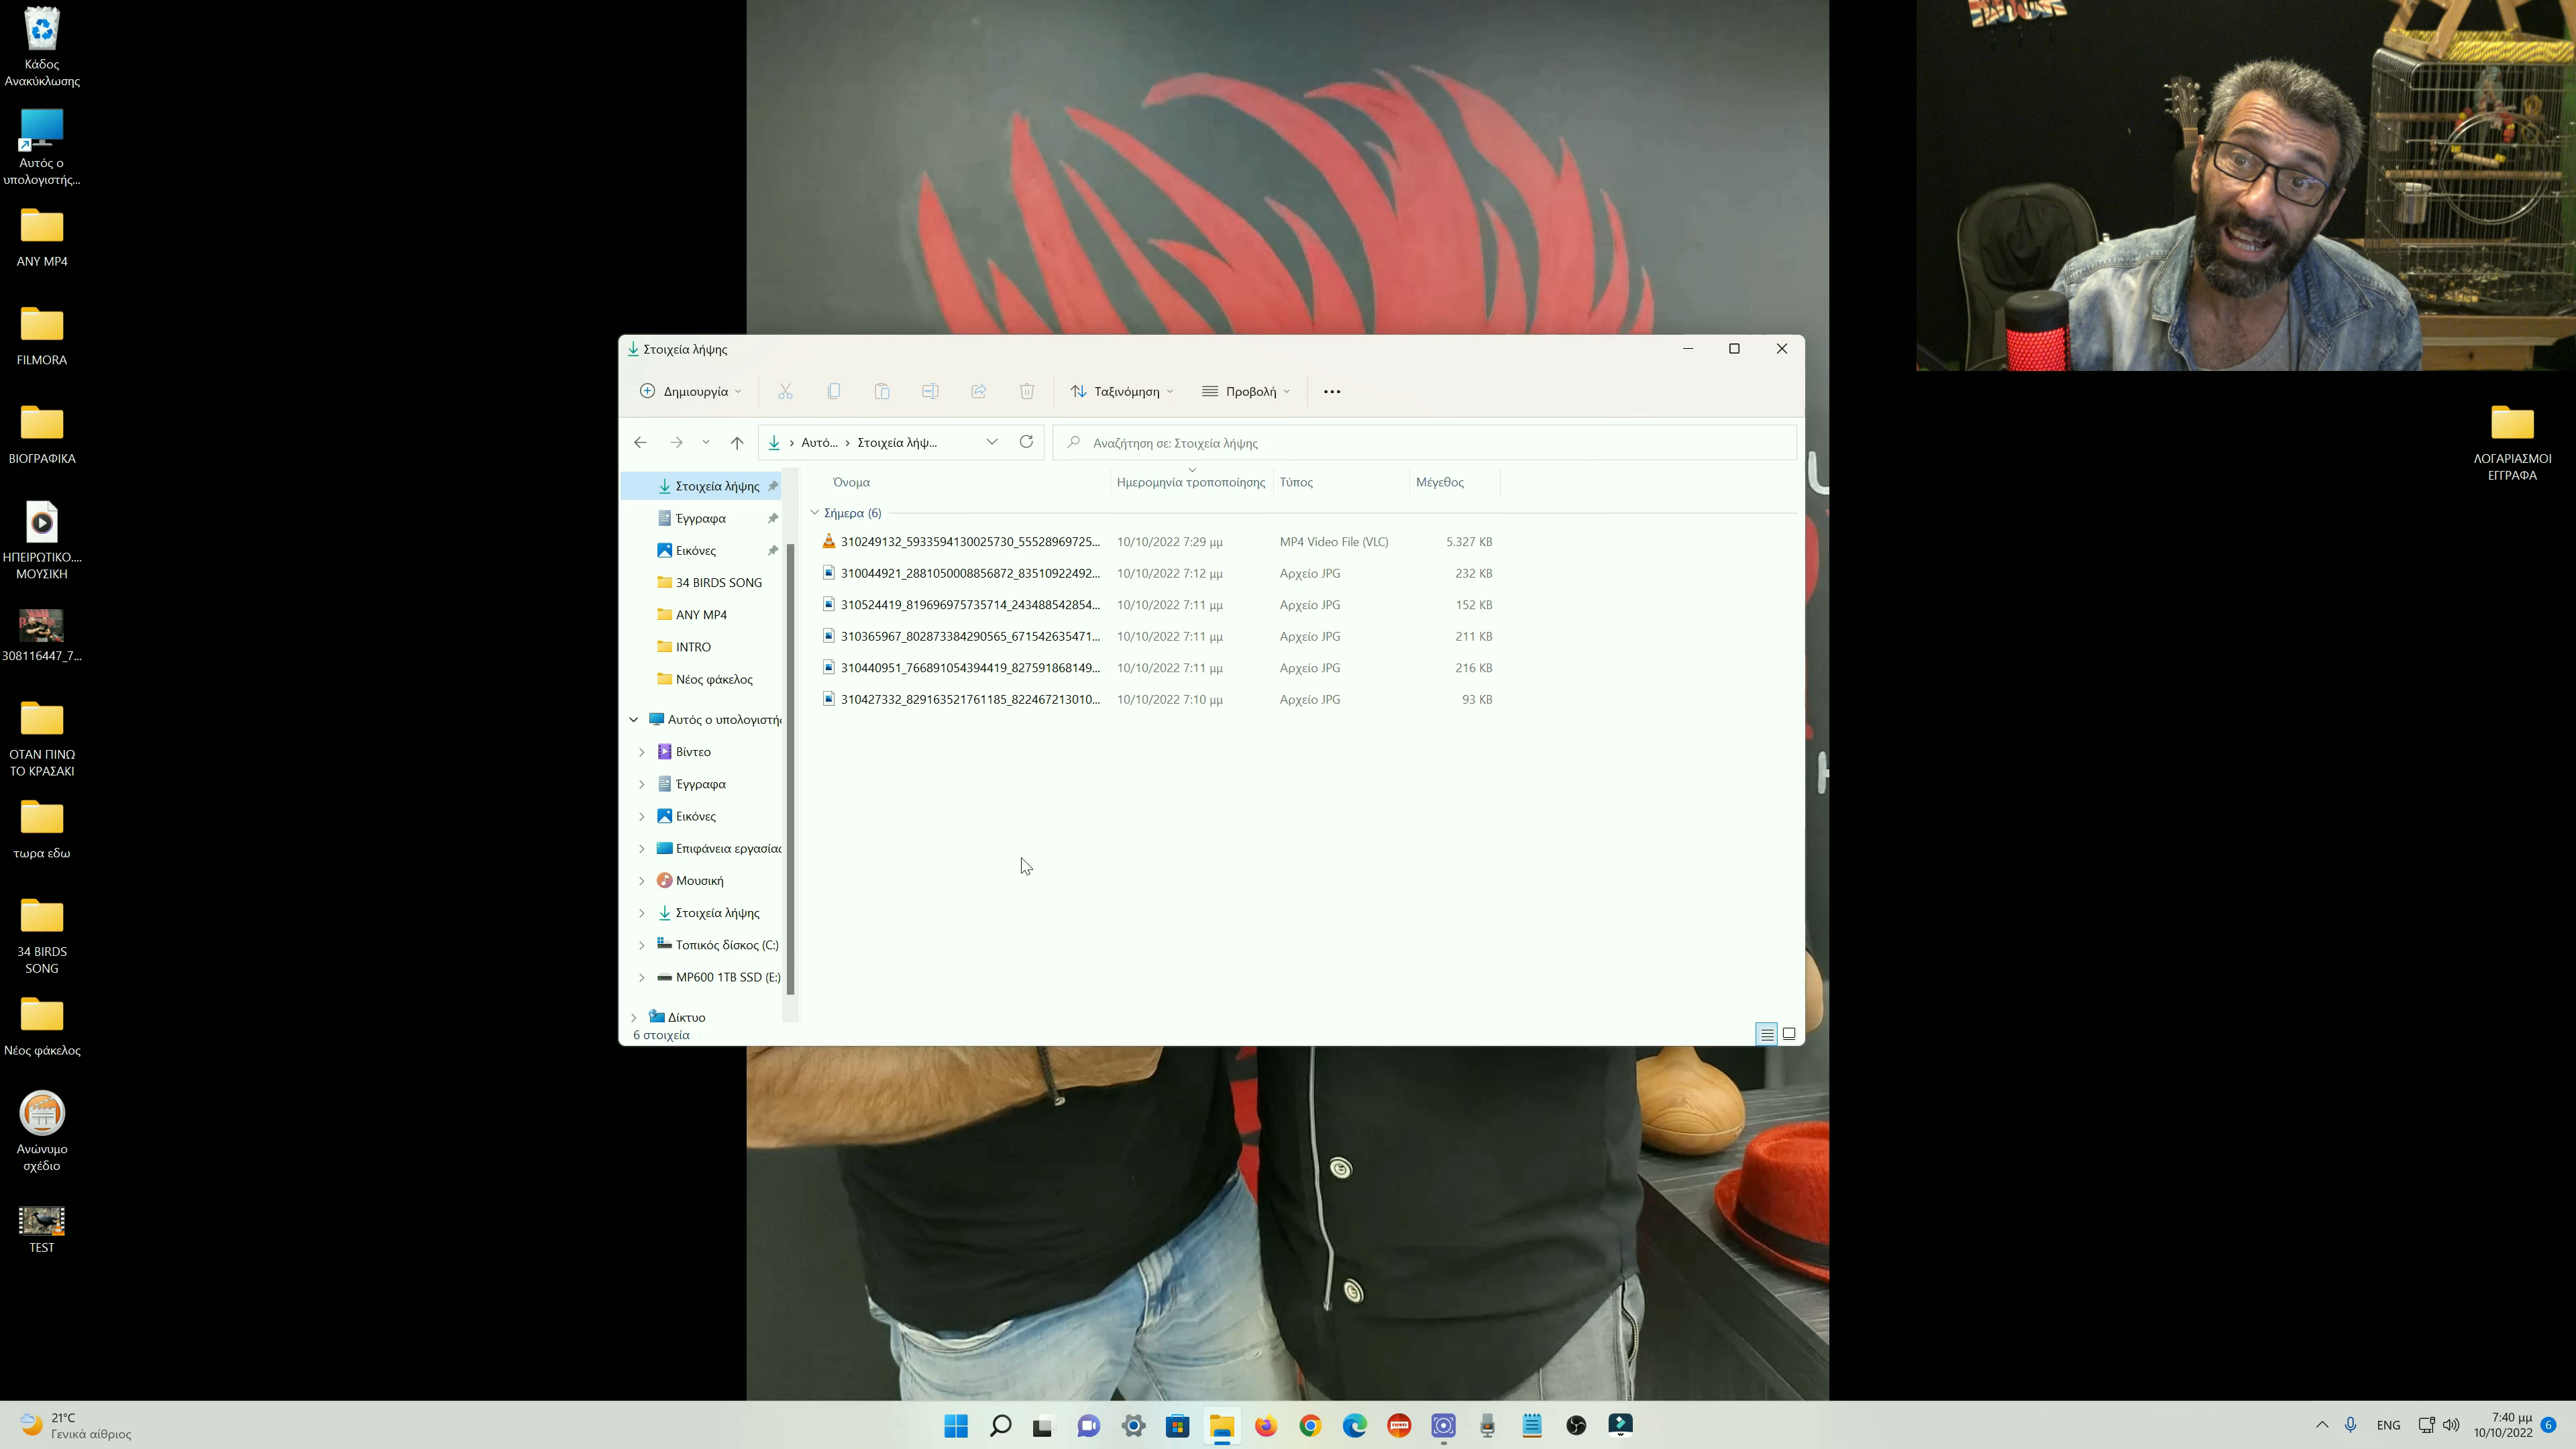 Κάδος
Ανακύκλωσης
Αυτός ο
υπολογιστής...
ANY MP4
FILMORA
ΒΙΟΓΡΑΦΙΚΑ
ΗΠΕΙΡΩΤΙΚΟ....
ΜΟΥΣΙΚΗ
308116447_7...
ΟΤΑΝ ΠΙΝΩ
ΤΟ ΚΡΑΣΑΚΙ
τωρα εδω
34 BIRDS
SONG
Νέος φάκελος
Ανώνυμο
σχέδιο
TEST
ΛΟΓΑΡΙΑΣΜΟΙ
ΕΓΓΡΑΦΑ
Στοιχεία λήψης
Δημιουργία
Ταξινόμηση
Προβολή
Αυτό... › Στοιχεία λήψ...
Αναζήτηση σε: Στοιχεία λήψης
Στοιχεία λήψης
Έγγραφα
Εικόνες
34 BIRDS SONG
ANY MP4
INTRO
Νέος φάκελος
Αυτός ο υπολογιστής
Βίντεο
Έγγραφα
Εικόνες
Επιφάνεια εργασίας
Μουσική
Στοιχεία λήψης
Τοπικός δίσκος (C:)
MP600 1TB SSD (E:)
Δίκτυο
6 στοιχεία
Όνομα Ημερομηνία τροποποίησης Τύπος Μέγεθος
Σήμερα (6)
310249132_5933594130025730_55528969725... 10/10/2022 7:29 μμ MP4 Video File (VLC) 5.327 KB
310044921_2881050008856872_83510922492... 10/10/2022 7:12 μμ Αρχείο JPG 232 KB
310524419_819696975735714_243488542854... 10/10/2022 7:11 μμ Αρχείο JPG 152 KB
310365967_802873384290565_671542635471... 10/10/2022 7:11 μμ Αρχείο JPG 211 KB
310440951_766891054394419_827591868149... 10/10/2022 7:11 μμ Αρχείο JPG 216 KB
310427332_829163521761185_822467213010... 10/10/2022 7:10 μμ Αρχείο JPG 93 KB
21°C
Γενικά αίθριος
ENG
7:40 μμ
10/10/2022
6